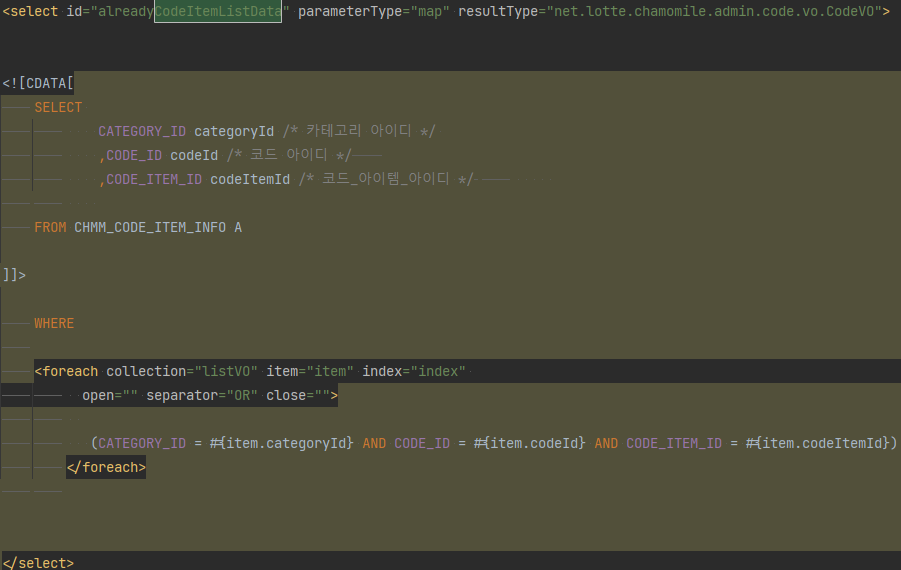 <select id="alreadyCodeItemListData" parameterType="map" resultType="net.lotte.chamomile.admin.code.vo.CodeVO">
<![CDATA[
SELECT
CATEGORY_ID categoryId /* 카테고리 아이디 */
,CODE_ID codeId /* 코드 아이디 */
,CODE_ITEM_ID codeItemId /* 코드_아이템_아이디 */
FROM CHMM_CODE_ITEM_INFO A
]]>
WHERE
<foreach collection="listVO" item="item" index="index"
open="" separator="OR" close="">
(CATEGORY_ID = #{item.categoryId} AND CODE_ID = #{item.codeId} AND CODE_ITEM_ID = #{item.codeItemId})
</foreach>
</select>